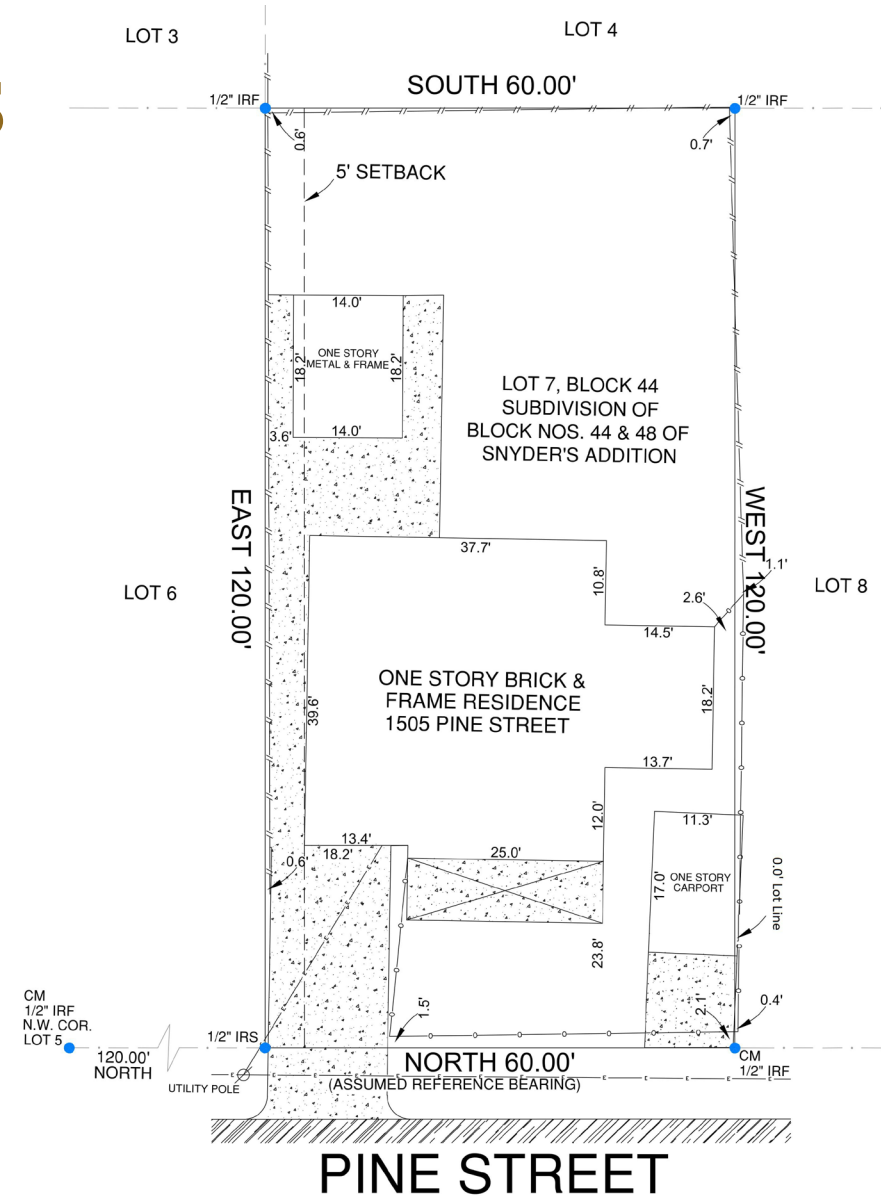 LOT 3
LOT 4
SOUTH 60.00'
1/2" IRF
1/2" IRF
0.6'
0.7'
5' SETBACK
14.0'
18.2'
ONE STORY
METAL & FRAME
18.2'
14.0'
3.6'
LOT 7, BLOCK 44
SUBDIVISION OF
BLOCK NOS. 44 & 48 OF
SNYDER'S ADDITION
EAST 120.00'
WEST 120.00'
37.7'
10.8'
1.1'
2.6'
LOT 6
LOT 8
14.5'
ONE STORY BRICK &
FRAME RESIDENCE
1505 PINE STREET
39.6'
18.2'
13.7'
12.0'
11.3'
13.4'
18.2'
25.0'
0.6'
17.0'
ONE STORY
CARPORT
0.0' Lot Line
23.8'
CM
1/2" IRF
N.W. COR.
LOT 5
1.5'
2.1'
0.4'
1/2" IRS
120.00'
NORTH
NORTH 60.00'
CM
1/2" IRF
UTILITY POLE
E E E E E E E E E E E E
(ASSUMED REFERENCE BEARING)
PINE STREET